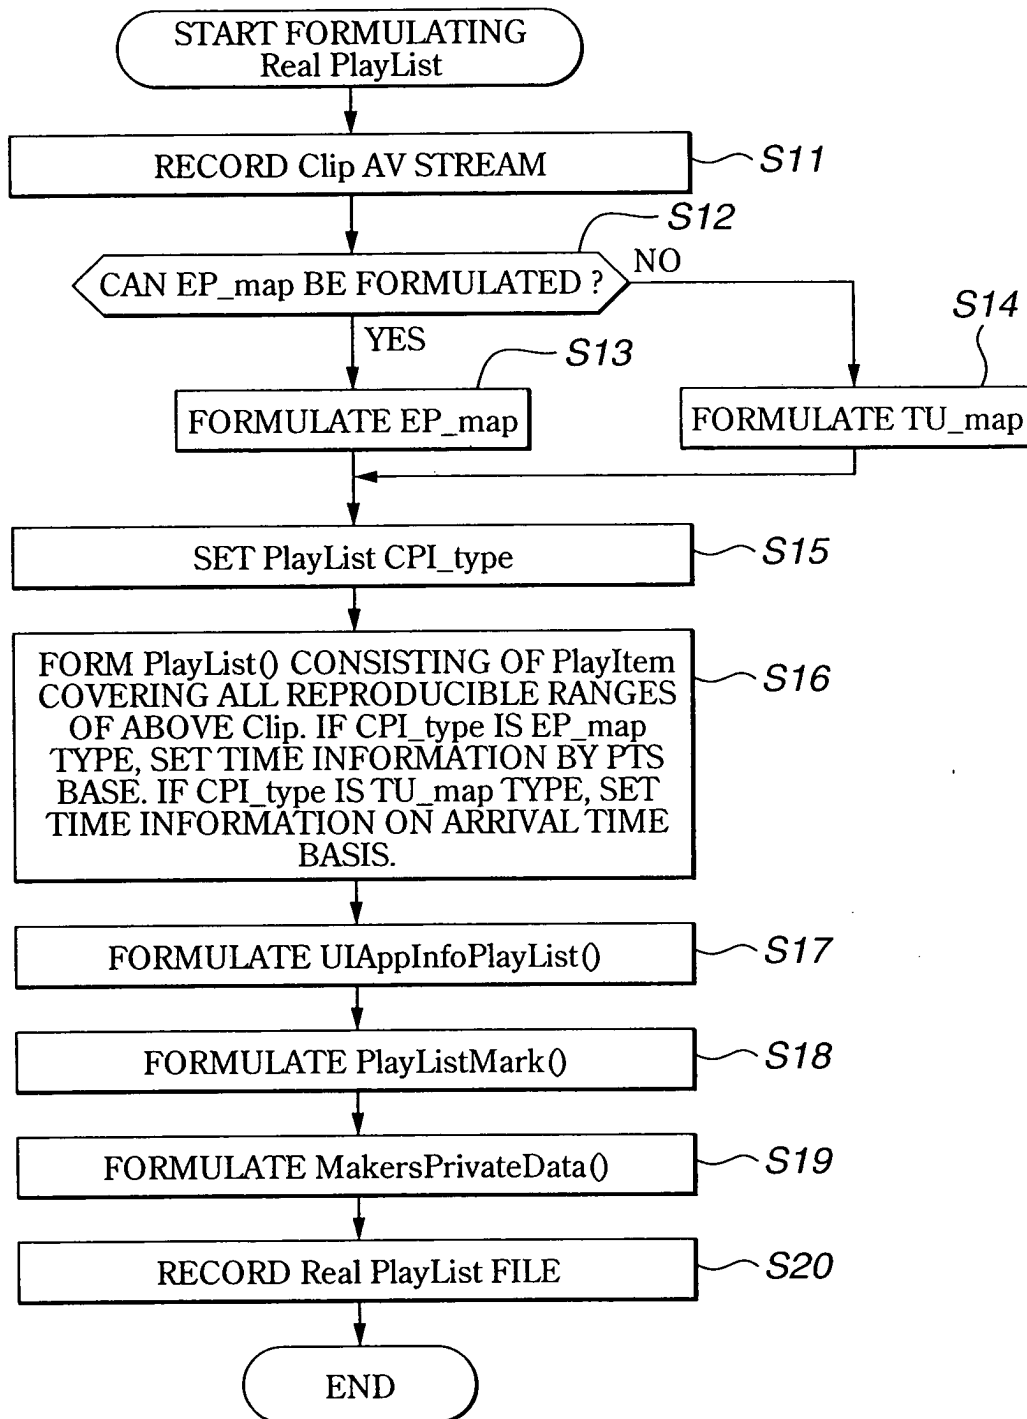 START FORMULATING
Real PlayList
RECORD Clip AV STREAM
S11
S12
CAN EP_map BE FORMULATED ?
NO
YES
S13
S14
FORMULATE EP_map
FORMULATE TU_map
SET PlayList CPI_type
S15
FORM PlayList() CONSISTING OF PlayItem
COVERING ALL REPRODUCIBLE RANGES
OF ABOVE Clip. IF CPI_type IS EP_map
TYPE, SET TIME INFORMATION BY PTS
BASE. IF CPI_type IS TU_map TYPE, SET
TIME INFORMATION ON ARRIVAL TIME
BASIS.
S16
FORMULATE UIAppInfoPlayList()
S17
FORMULATE PlayListMark()
S18
FORMULATE MakersPrivateData()
S19
RECORD Real PlayList FILE
S20
END